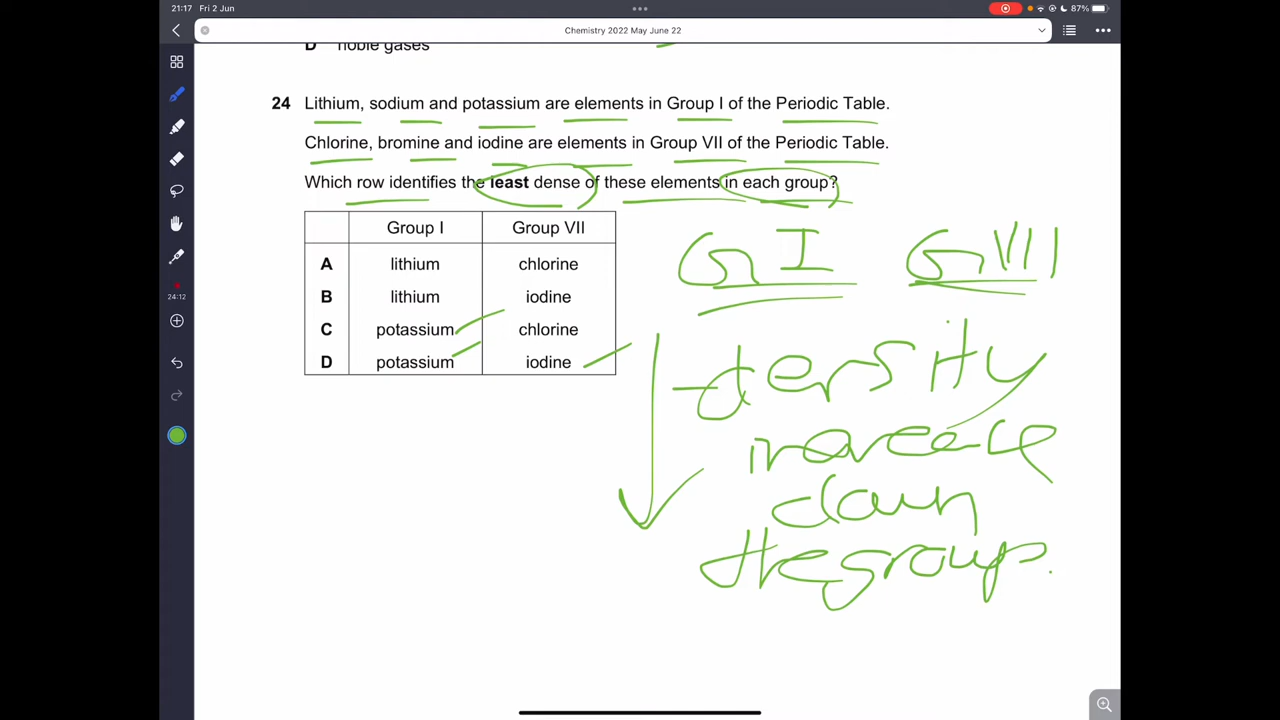 21:17 Fri 2 Jun
87%
Chemistry 2022 May June 22
D noble gases
24 Lithium, sodium and potassium are elements in Group I of the Periodic Table.
Chlorine, bromine and iodine are elements in Group VII of the Periodic Table.
Which row identifies the least dense of these elements in each group?
Group I Group VII
A lithium chlorine
B lithium iodine
C potassium chlorine
D potassium iodine
G I G VII
density
increase
down
the group.
24:12